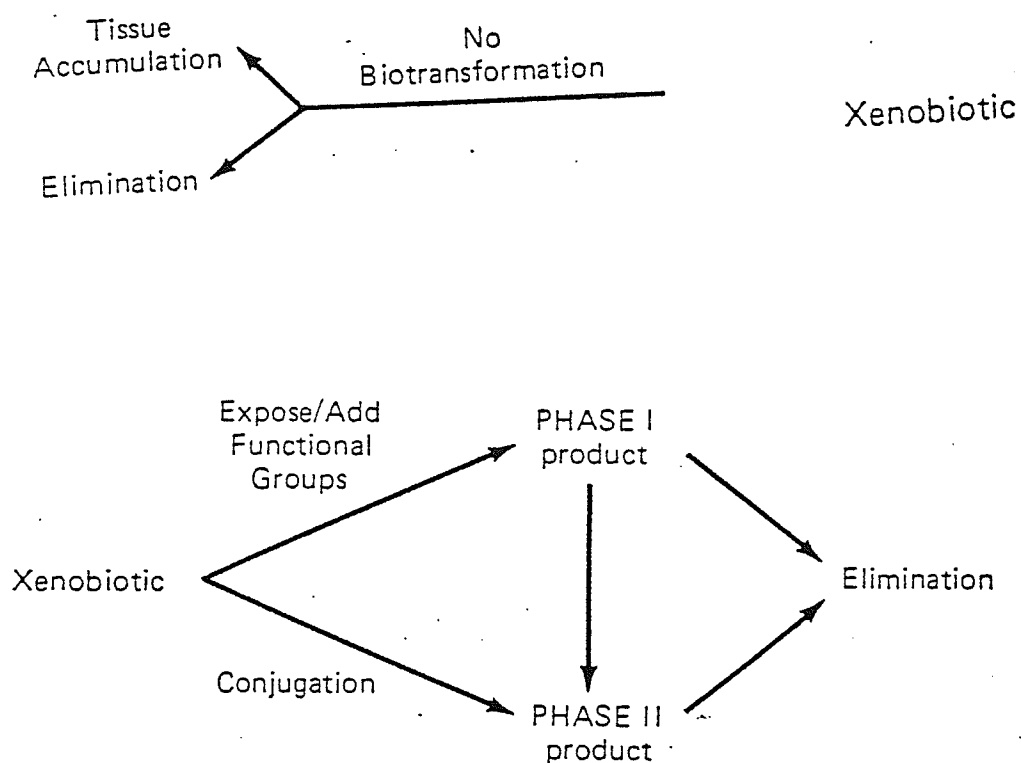 Tissue
Accumulation
No
Biotransformation
Xenobiotic
Elimination
Expose/Add
Functional
Groups
PHASE I
product
Xenobiotic
Elimination
Conjugation
PHASE II
product